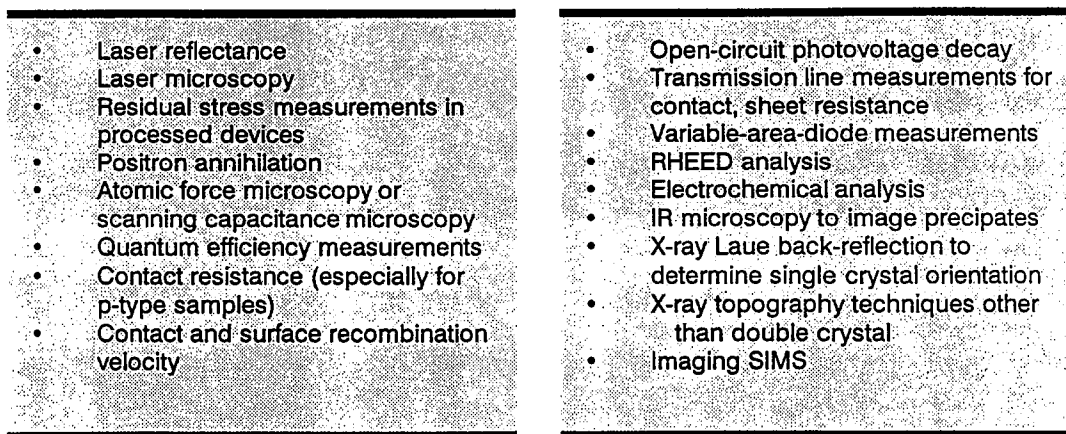 • Laser reflectance
• Laser microscopy
• Residual stress measurements in
processed devices
• Positron annihilation
• Atomic force microscopy or
scanning capacitance microscopy
• Quantum efficiency measurements
• Contact resistance (especially for
p-type samples)
• Contact and surface recombination
velocity
• Open-circuit photovoltage decay
• Transmission line measurements for
contact, sheet resistance
• Variable-area-diode measurements
• RHEED analysis
• Electrochemical analysis
• IR microscopy to image precipates
• X-ray Laue back-reflection to
determine single crystal orientation
• X-ray topography techniques other
than double crystal
• Imaging SIMS